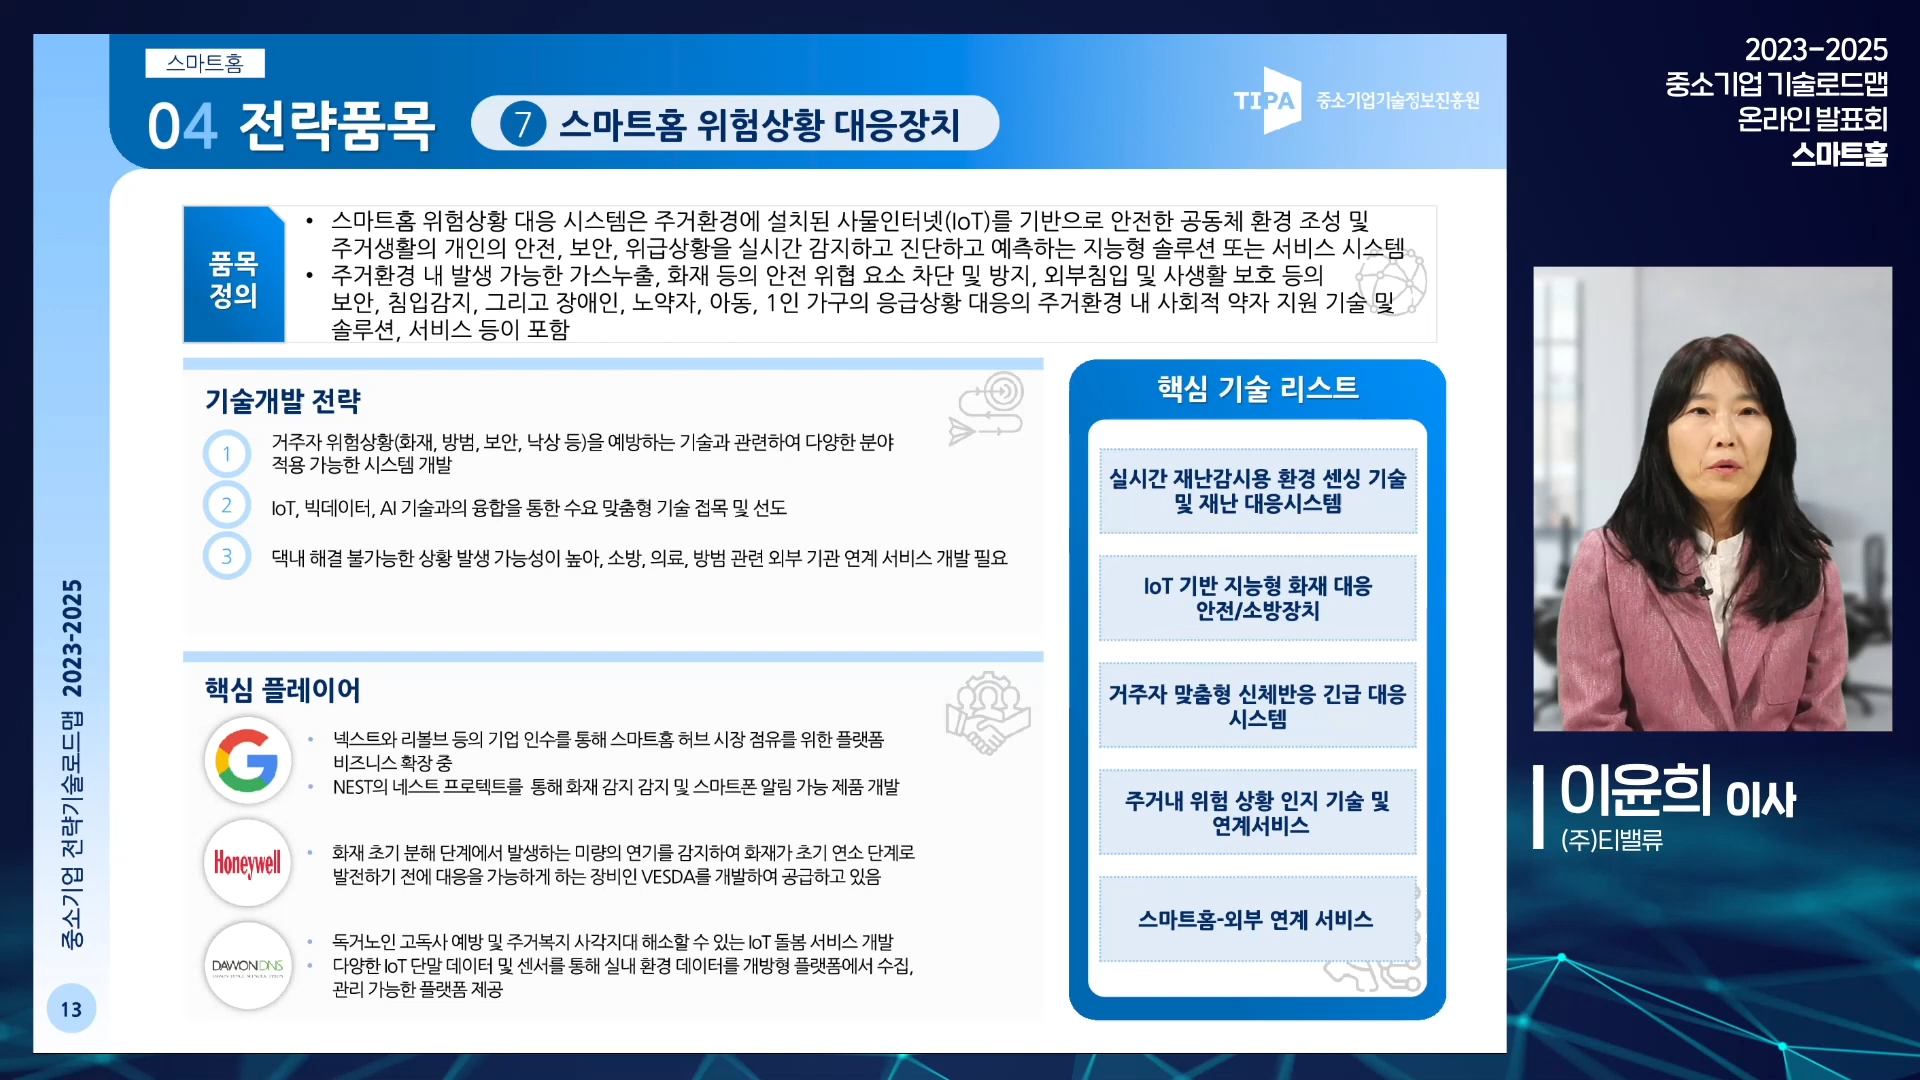 스마트홈
04 전략품목
7 스마트홈 위험상황 대응장치
TIPA 중소기업기술정보진흥원
2023-2025
중소기업 기술로드맵
온라인 발표회
스마트홈
품목
정의
• 스마트홈 위험상황 대응 시스템은 주거환경에 설치된 사물인터넷(IoT)를 기반으로 안전한 공동체 환경 조성 및
주거생활의 개인의 안전, 보안, 위급상황을 실시간 감지하고 진단하고 예측하는 지능형 솔루션 또는 서비스 시스템
• 주거환경 내 발생 가능한 가스누출, 화재 등의 안전 위협 요소 차단 및 방지, 외부침입 및 사생활 보호 등의
보안, 침입감지, 그리고 장애인, 노약자, 아동, 1인 가구의 응급상황 대응의 주거환경 내 사회적 약자 지원 기술 및
솔루션, 서비스 등이 포함
기술개발 전략
1 거주자 위험상황(화재, 방범, 보안, 낙상 등)을 예방하는 기술과 관련하여 다양한 분야
적용 가능한 시스템 개발
2 IoT, 빅데이터, AI 기술과의 융합을 통한 수요 맞춤형 기술 접목 및 선도
3 댁내 해결 불가능한 상황 발생 가능성이 높아, 소방, 의료, 방범 관련 외부 기관 연계 서비스 개발 필요
핵심 플레이어
G
• 넥스트와 리볼브 등의 기업 인수를 통해 스마트홈 허브 시장 점유를 위한 플랫폼
비즈니스 확장 중
• NEST의 네스트 프로텍트를 통해 화재 감지 감지 및 스마트폰 알림 가능 제품 개발
Honeywell
• 화재 초기 분해 단계에서 발생하는 미량의 연기를 감지하여 화재가 초기 연소 단계로
발전하기 전에 대응을 가능하게 하는 장비인 VESDA를 개발하여 공급하고 있음
DAWONDNS
• 독거노인 고독사 예방 및 주거복지 사각지대 해소할 수 있는 IoT 돌봄 서비스 개발
• 다양한 IoT 단말 데이터 및 센서를 통해 실내 환경 데이터를 개방형 플랫폼에서 수집,
관리 가능한 플랫폼 제공
핵심 기술 리스트
실시간 재난감시용 환경 센싱 기술
및 재난 대응시스템
IoT 기반 지능형 화재 대응
안전/소방장치
거주자 맞춤형 신체반응 긴급 대응
시스템
주거내 위험 상황 인지 기술 및
연계서비스
스마트홈-외부 연계 서비스
중소기업 전략기술로드맵 2023-2025
13
이윤희 이사
(주)티밸류